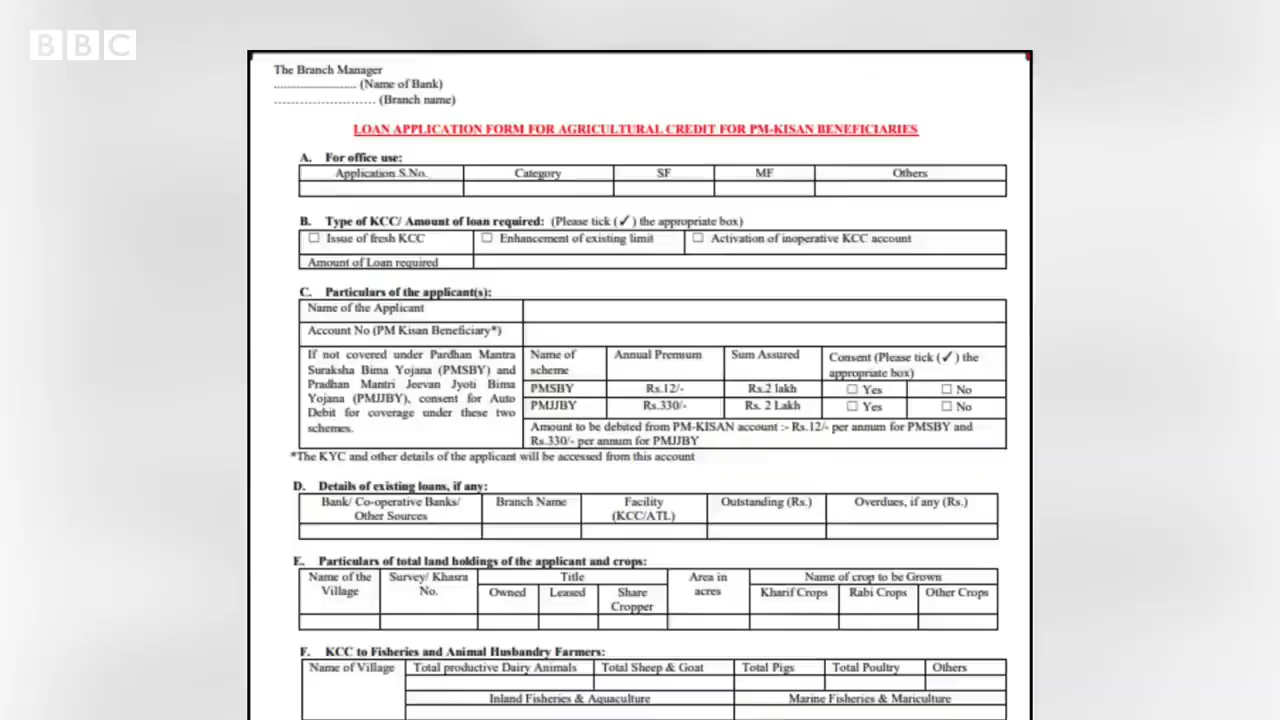 BBC
The Branch Manager
........................ (Name of Bank)
........................ (Branch name)
LOAN APPLICATION FORM FOR AGRICULTURAL CREDIT FOR PM-KISAN BENEFICIARIES
A. For office use:
Application S.No. Category SF MF Others
B. Type of KCC/ Amount of loan required: (Please tick (✓) the appropriate box)
☐ Issue of fresh KCC ☐ Enhancement of existing limit ☐ Activation of inoperative KCC account
Amount of Loan required
C. Particulars of the applicant(s):
Name of the Applicant
Account No (PM Kisan Beneficiary*)
If not covered under Pardhan Mantra
Suraksha Bima Yojana (PMSBY) and
Pradhan Mantri Jeevan Jyoti Bima
Yojana (PMJJBY), consent for Auto
Debit for coverage under these two
schemes.
Name of
scheme
Annual Premium Sum Assured Consent (Please tick (✓) the
appropriate box)
PMSBY Rs.12/- Rs.2 lakh ☐ Yes ☐ No
PMJJBY Rs.330/- Rs. 2 Lakh ☐ Yes ☐ No
Amount to be debited from PM-KISAN account :- Rs.12/- per annum for PMSBY and
Rs.330/- per annum for PMJJBY
*The KYC and other details of the applicant will be accessed from this account
D. Details of existing loans, if any:
Bank/ Co-operative Banks/
Other Sources
Branch Name
Facility
(KCC/ATL)
Outstanding (Rs.) Overdues, if any (Rs.)
E. Particulars of total land holdings of the applicant and crops:
Name of the
Village
Survey/ Khasra
No.
Title
Owned Leased Share
Cropper
Area in
acres
Name of crop to be Grown
Kharif Crops Rabi Crops Other Crops
F. KCC to Fisheries and Animal Husbandry Farmers:
Name of Village Total productive Dairy Animals Total Sheep & Goat Total Pigs Total Poultry Others
Inland Fisheries & Aquaculture Marine Fisheries & Mariculture